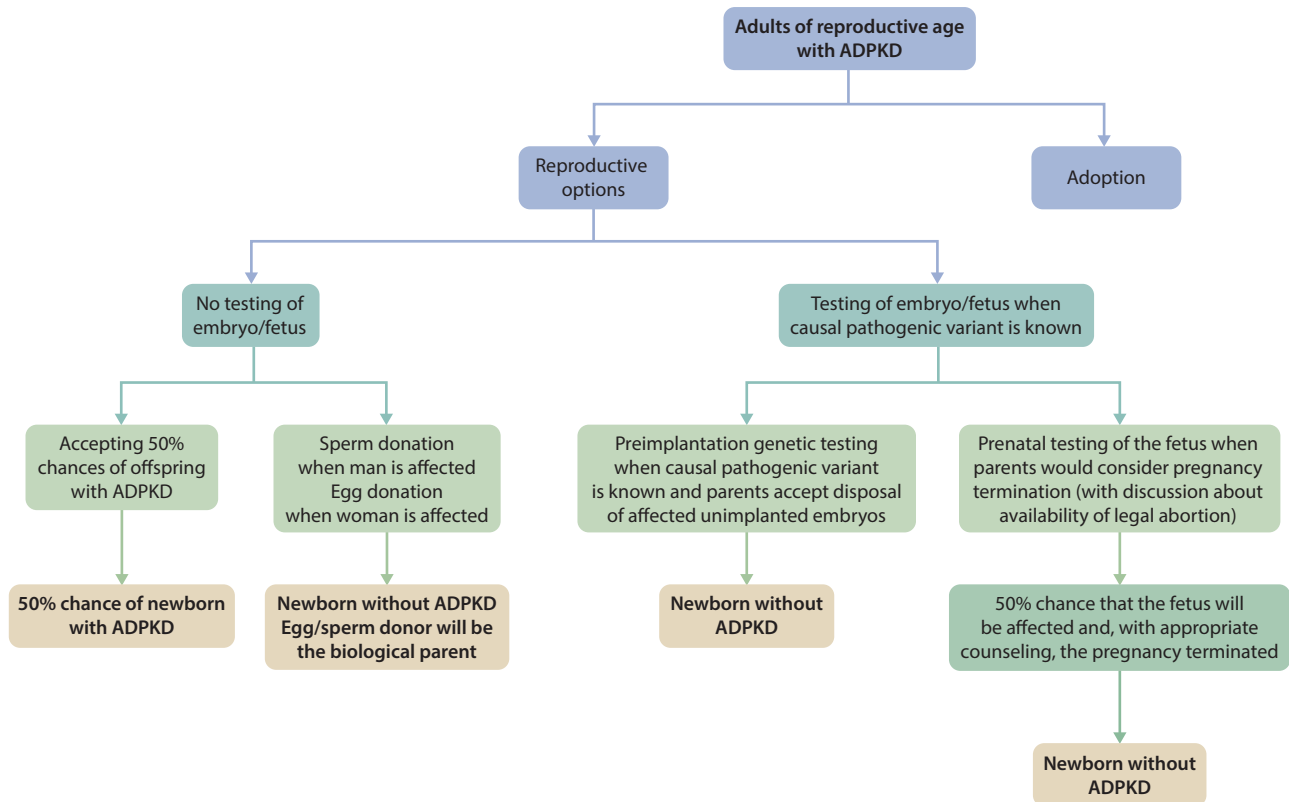 Adults of reproductive age
with ADPKD
Reproductive
options
Adoption
No testing of
embryo/fetus
Testing of embryo/fetus when
causal pathogenic variant is known
Accepting 50%
chances of offspring
with ADPKD
Sperm donation
when man is affected
Egg donation
when woman is affected
Preimplantation genetic testing
when causal pathogenic variant
is known and parents accept disposal
of affected unimplanted embryos
Prenatal testing of the fetus when
parents would consider pregnancy
termination (with discussion about
availability of legal abortion)
50% chance of newborn
with ADPKD
Newborn without ADPKD
Egg/sperm donor will be
the biological parent
Newborn without
ADPKD
50% chance that the fetus will
be affected and, with appropriate
counseling, the pregnancy terminated
Newborn without
ADPKD